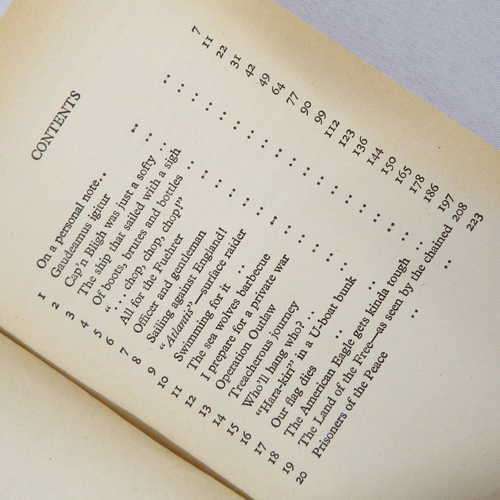 CONTENTS
On a personal note .. 7
1 Gaudeamus igitur .. 11
2 Cap'n Bligh was just a softy .. 22
3 The ship that sailed with a sigh .. 31
4 Of boots, brutes and bottles .. 42
5 "... chop, chop, chop!" .. 49
6 All for the Fuehrer .. 64
7 Officer and gentleman .. 77
8 Sailing against England! .. 90
9 "Atlantis"—surface raider .. 99
10 Swimming for it .. 112
11 The sea wolves barbecue .. 123
12 I prepare for a private war .. 136
13 Operation Outlaw .. 144
14 Treacherous journey .. 150
15 Who'll hang who? .. 165
16 "Hara-kiri" in a U-boat bunk .. 178
17 Our flag dies .. 186
18 The American Eagle gets kinda tough .. 197
19 The Land of the Free—as seen by the chained 208
20 Prisoners of the Peace .. 223